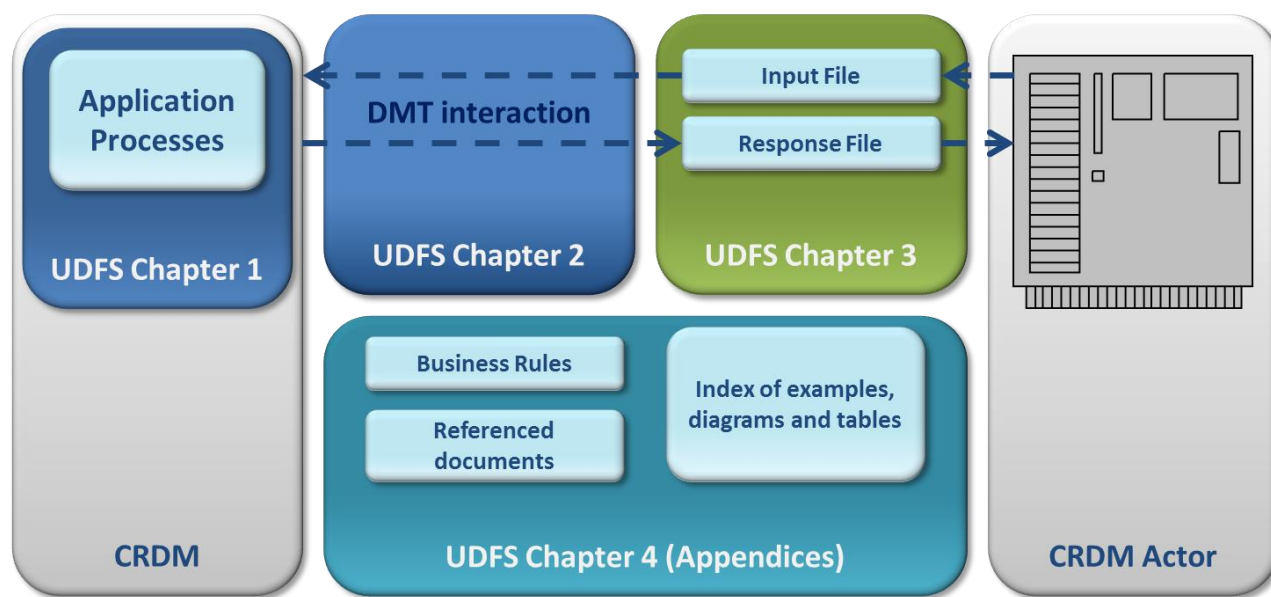 Application
Processes
UDFS Chapter 1
CRDM
DMT interaction
UDFS Chapter 2
Input File
Response File
UDFS Chapter 3
Business Rules
Referenced
documents
Index of examples,
diagrams and tables
UDFS Chapter 4 (Appendices)
CRDM Actor